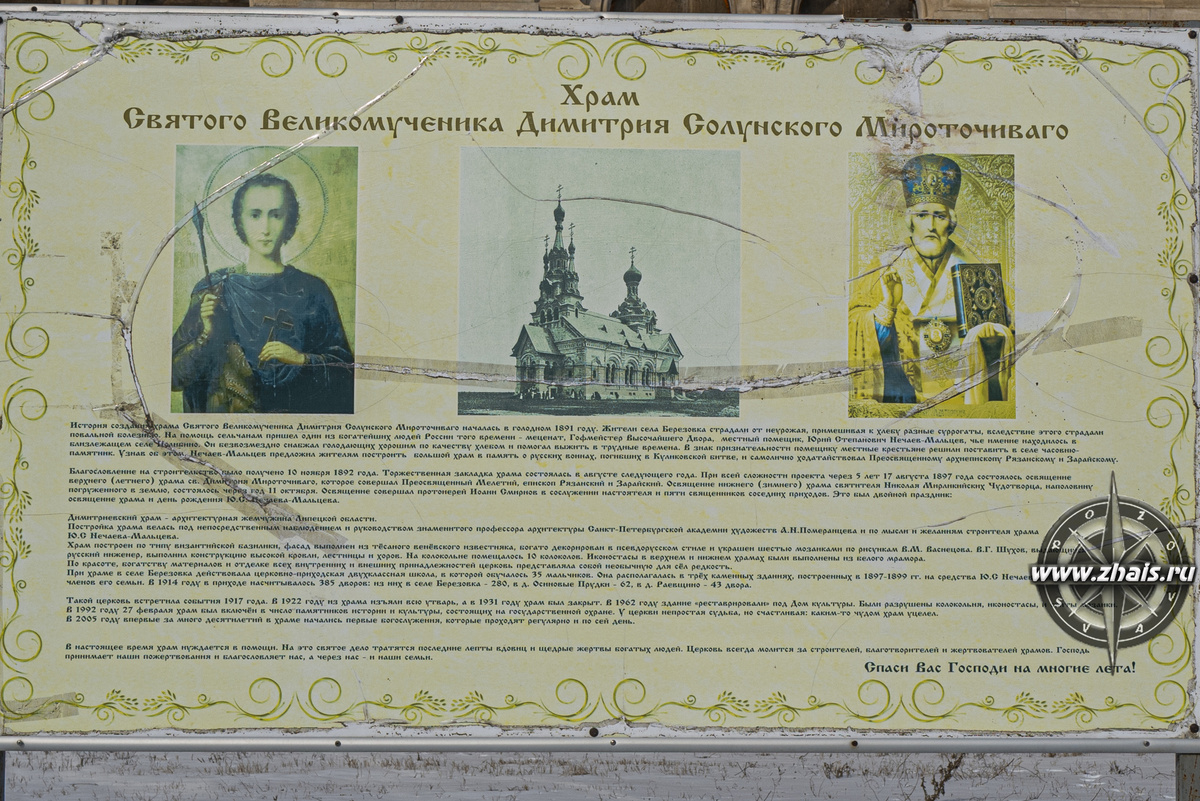 Храм
Святого Великомученика Димитрия Солунского Мироточиваго
История создания храма Святого Великомученика Димитрия Солунского Мироточиваго началась в голодном 1891 году. Жители села Березовка страдали от неурожая, примешивая к хлебу разные суррогаты, вследствие этого страдали
повальной болезнью. На помощь сельчанам пришел один из богатейших людей России того времени - меценат, Гофмейстер Высочайшего Двора, местный помещик, Юрий Степанович Нечаев-Мальцев, чье имение находилось в
близлежащем селе Полибино. Он безвозмездно снабжал голодающих хорошим по качеству хлебом и помогал выжить в трудные времена. В знак признательности помещику местные крестьяне решили поставить в селе часовню-
памятник. Узнав об этом, Нечаев-Мальцев предложил жителям построить большой храм в память о русских воинах, погибших в Куликовской битве, и самолично ходатайствовал Преосвященному архиепископу Рязанскому и Зарайскому.
Благословление на строительство было получено 10 ноября 1892 года. Торжественная закладка храма состоялась в августе следующего года. При всей сложности проекта через 5 лет 17 августа 1897 года состоялось освящение
верхнего (летнего) храма св. Димитрия Мироточиваго, которое совершал Преосвященный Мелетий, епископ Рязанский и Зарайский. Освящение нижнего (зимнего) храма святителя Николая Мирликийских Чудотворца, наполовину
погруженного в землю, состоялось через год 11 октября. Освящение совершал протоерей Иоанн Смирнов в сослужении настоятеля и пяти священников соседних приходов. Это был двойной праздник:
освящение храма и день рождения Ю.С. Нечаева-Мальцева.
Димитриевский храм - архитектурная жемчужина Липецкой области.
Постройка храма велась под непосредственным наблюдением и руководством знаменитого профессора архитектуры Санкт-Петербургской академии художеств А.Н.Померанцева и по мысли и желаниям строителя храма
Ю.С Нечаева-Мальцева.
Храм построен по типу византийской базилики, фасад выполнен из тёсаного венёвского известняка, богато декорирован в псевдорусском стиле и украшен шестью мозаиками по рисункам В.М. Васнецова. В.Г. Шухов,
русский инженер, выполнил конструкцию высокой кровли, лестницы и хоров. На колокольне помещалось 10 колоколов. Иконостасы в верхнем и нижнем храмах были выполнены из белого мрамора.
По красоте, богатству материалов и отделке всех внутренних и внешних принадлежностей церковь представляла собой необычную для сёл редкость.
При храме в селе Березовка действовала церковно-приходская двухклассная школа, в которой обучалось 35 мальчиков. Она располагалась в трёх каменных зданиях, построенных в 1897-1899 гг. на средства Ю.С
членов его семьи. В 1914 году в приходе насчитывалось 385 дворов: из них в селе Березовка - 280, в д. Осиновые Прудки - 62, в д. Раевщино - 43 двора.
Такой церковь встретила события 1917 года. В 1922 году из храма изъяли всю утварь, а в 1931 году храм был закрыт. В 1962 году здание «реставрировали» под Дом культуры. Были разрушены колокольня, иконостасы, и
В 1992 году 27 февраля храм был включён в число памятников истории и культуры, состоящих на государственной охране. У церкви непростая судьба, но счастливая: каким-то чудом храм уцелел.
В 2005 году впервые за много десятилетий в храме начались первые богослужения, которые проходят регулярно и по сей день.
В настоящее время храм нуждается в помощи. На это святое дело тратятся последние лепты вдовиц и щедрые жертвы богатых людей. Церковь всегда молится за строителей, благотворителей и жертвователей храмов. Господь
принимает наши пожертвования и благословляет нас, а через нас - и наши семьи.
Спаси Вас Господи на многие лета!
www.zhais.ru